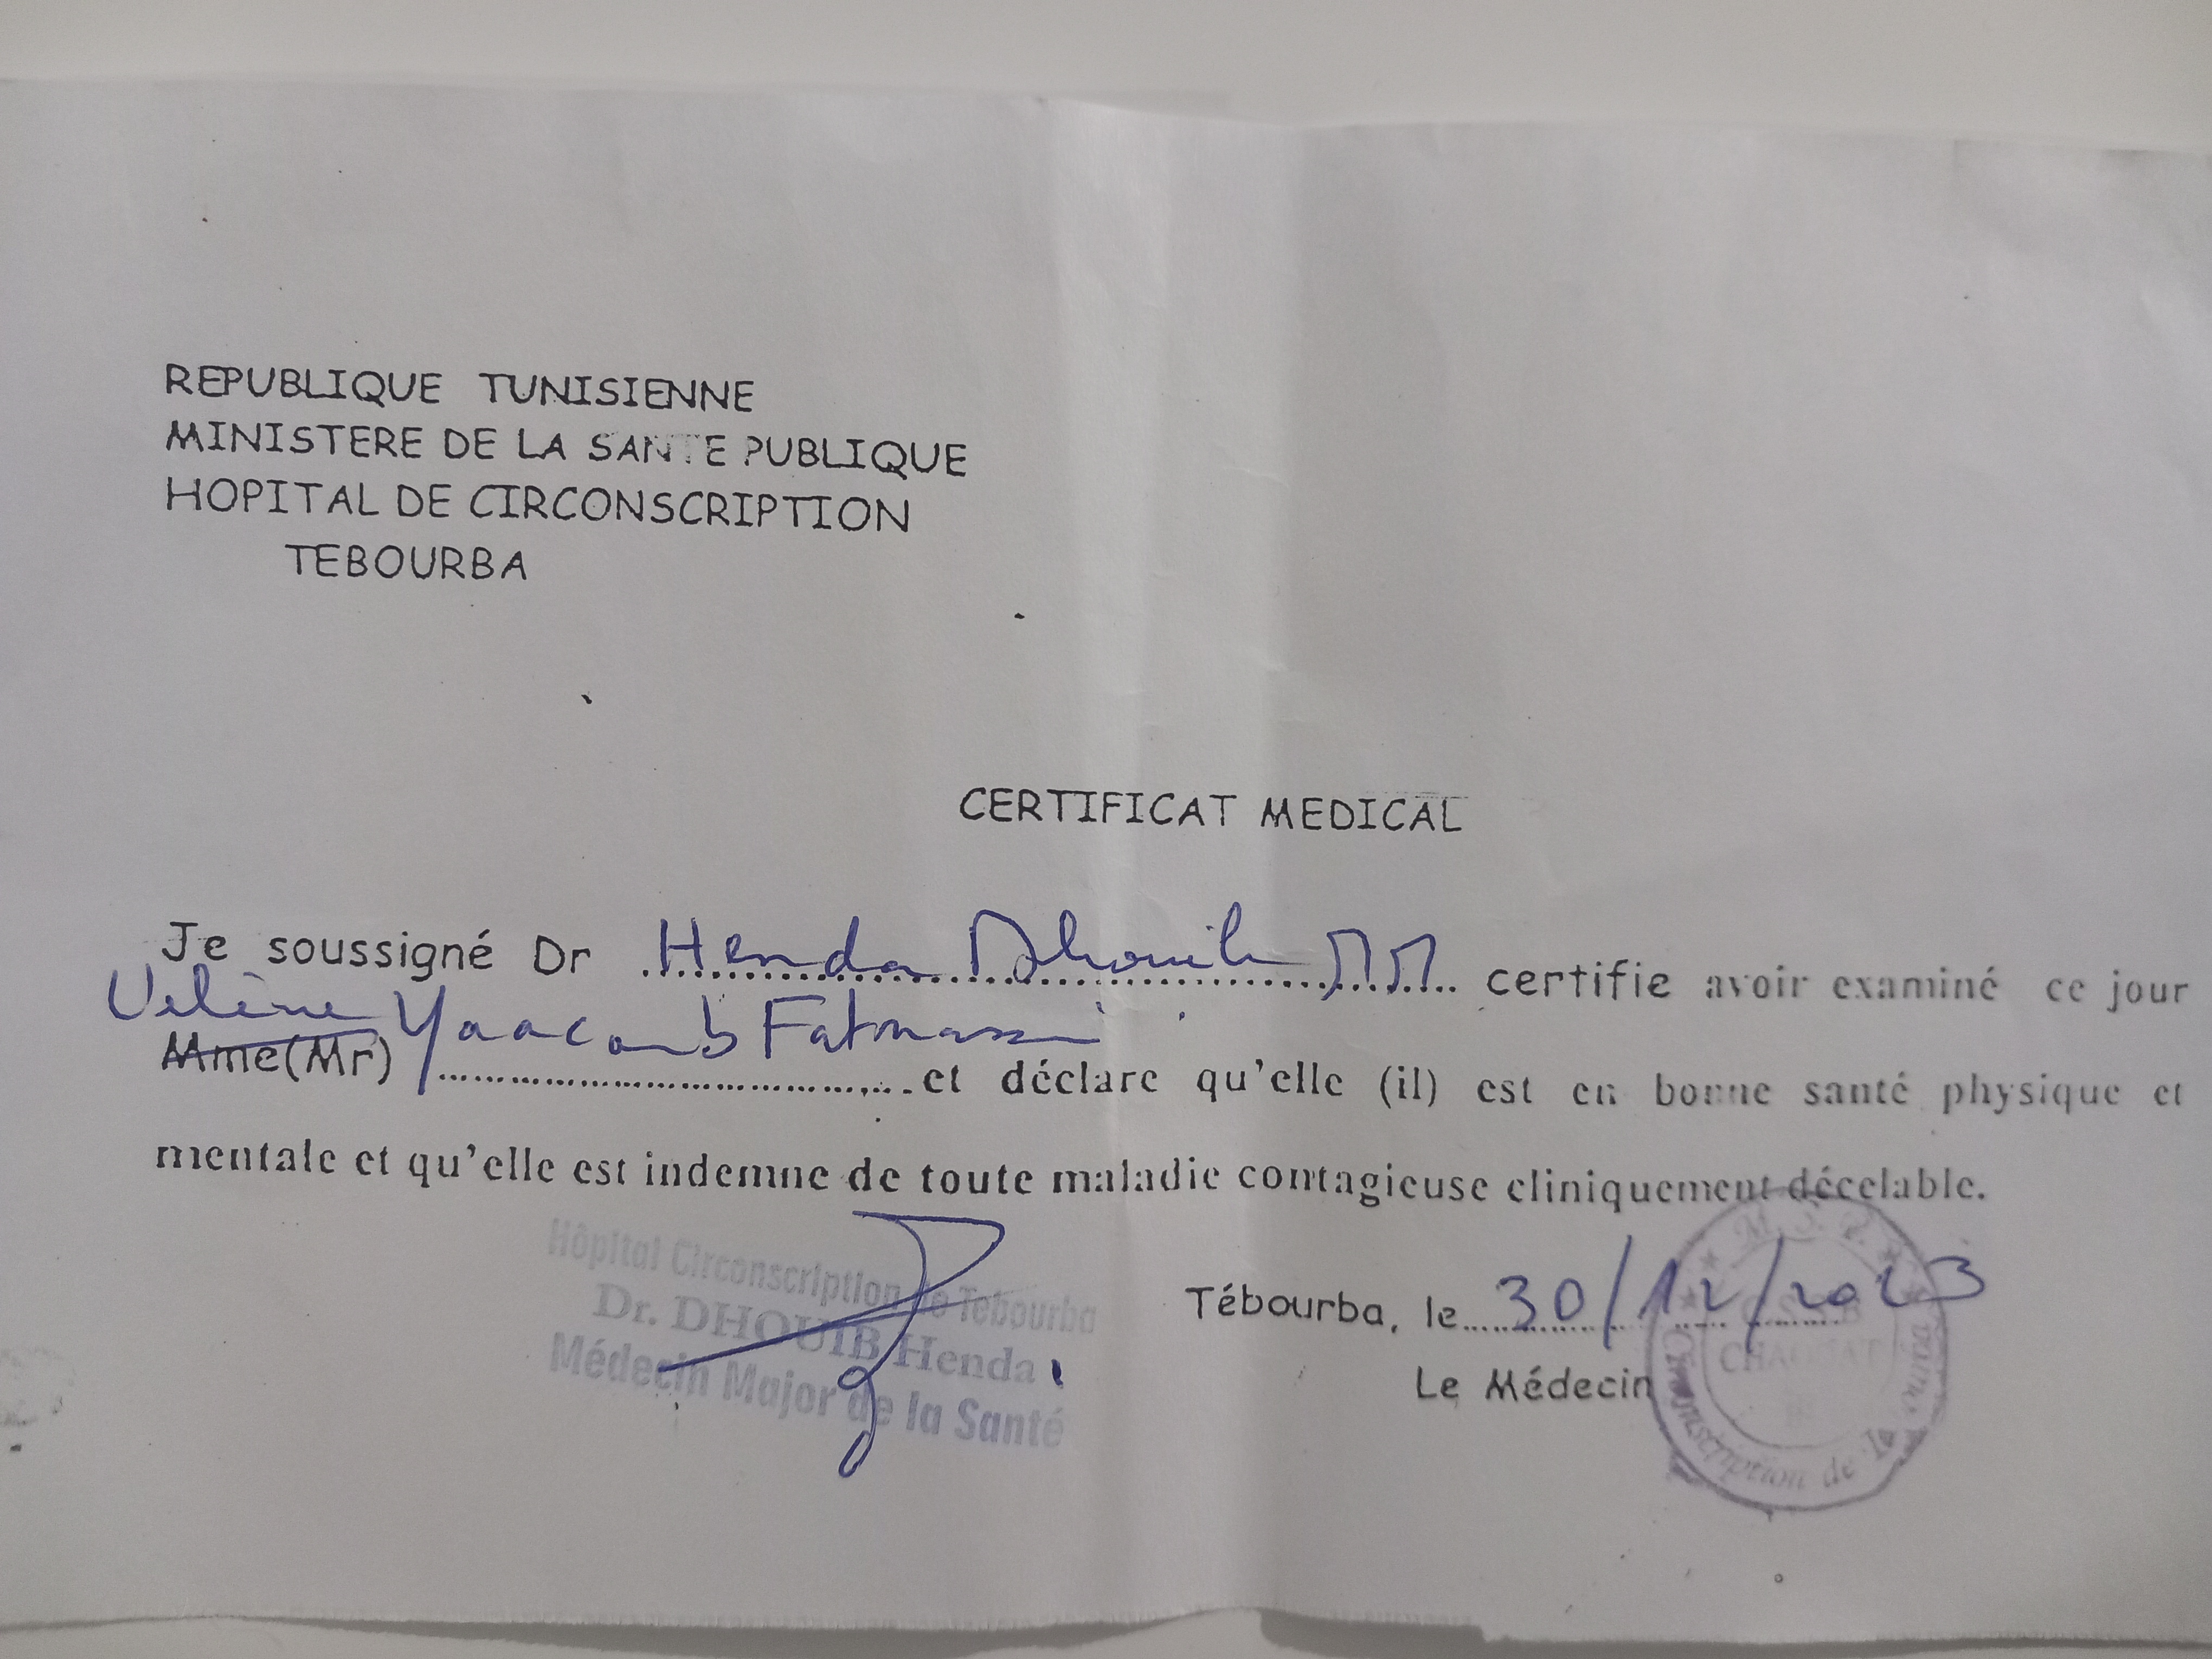 REPUBLIQUE TUNISIENNE
MINISTERE DE LA SANTE PUBLIQUE
HOPITAL DE CIRCONSCRIPTION
TEBOURBA
CERTIFICAT MEDICAL
Je soussigné Dr Henda Dhouib certifie avoir examiné ce jour
Yaacoub Fatnassi
Mme(Mr) et déclare qu'elle (il) est en bonne santé physique et
mentale et qu'elle est indemne de toute maladie contagieuse cliniquement décelable.
Hôpital Circonscription de Tebourba
Dr. DHOUIB Henda
Médecin Major de la Santé
Tébourba, le 30/12/2023
Le Médecin
M. S. P.
Circonscription de